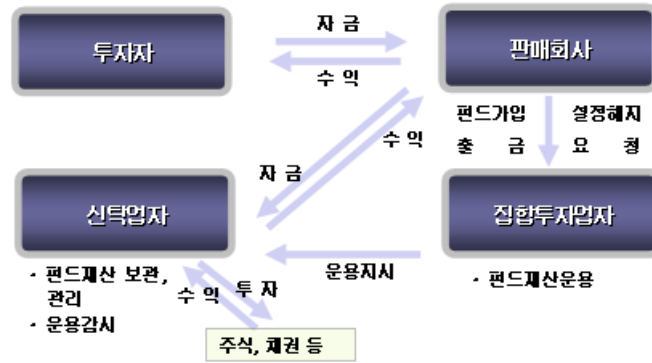 자 금
투자자
판매회사
수 익
펀드가입 설정해지
출 금 요 청
수 익
자 금
신탁업자
집합투자업자
운용지시
· 펀드재산 보관,
관리
· 운용감시
수 익
투 자
· 펀드재산운용
주식, 채권 등